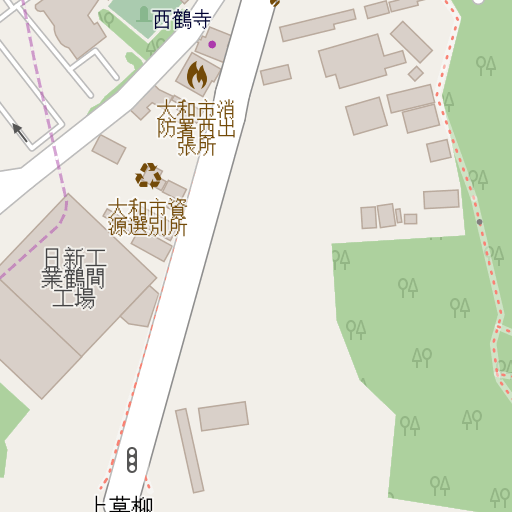 西鶴寺
大和市消
防署西出
張所
大和市資
源選別所
日新工
業鶴間
工場
上草柳